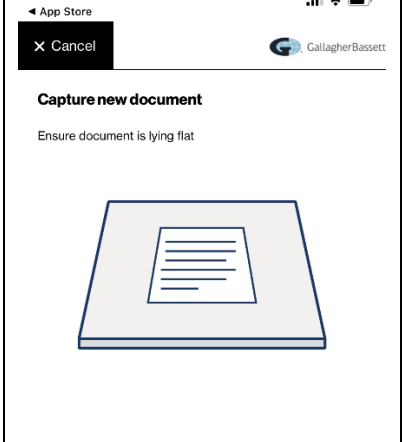 ◄ App Store
✕ Cancel
GallagherBassett
Capture new document
Ensure document is lying flat